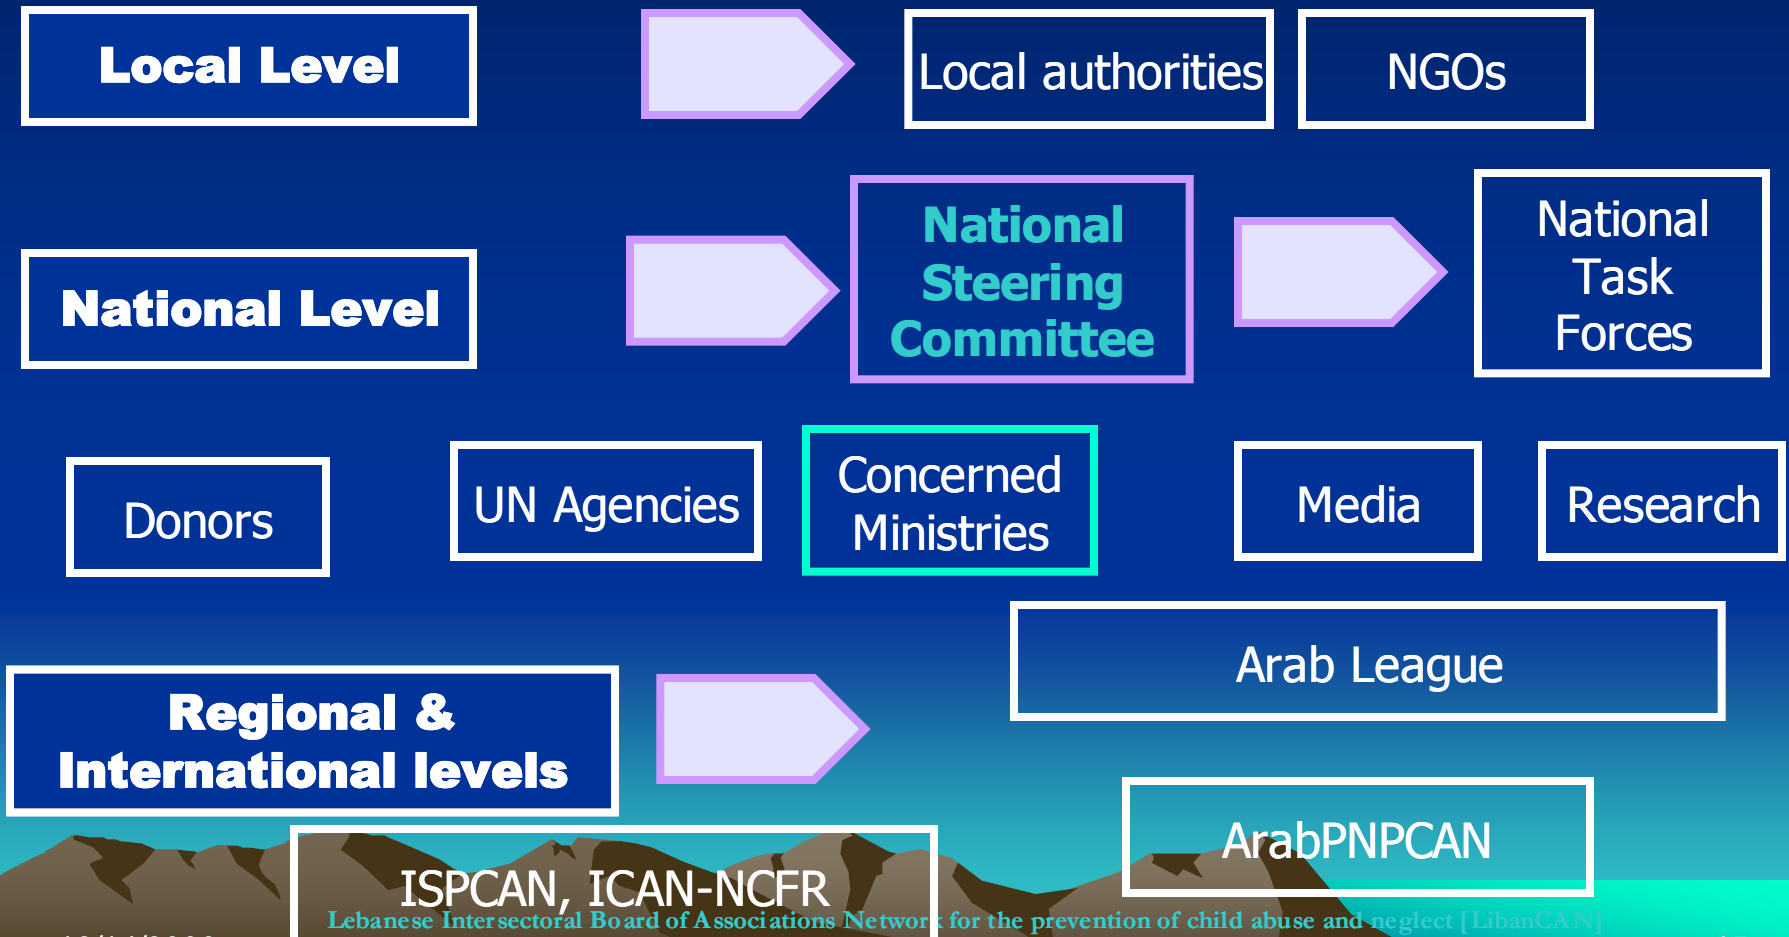 Local Level
Local authorities
NGOs
National Level
National
Steering
Committee
National
Task
Forces
Donors
UN Agencies
Concerned
Ministries
Media
Research
Regional &
International levels
Arab League
ArabPNPCAN
ISPCAN, ICAN-NCFR
Lebanese Intersectoral Board of Associations Network for the prevention of child abuse and neglect [LibanCAN]